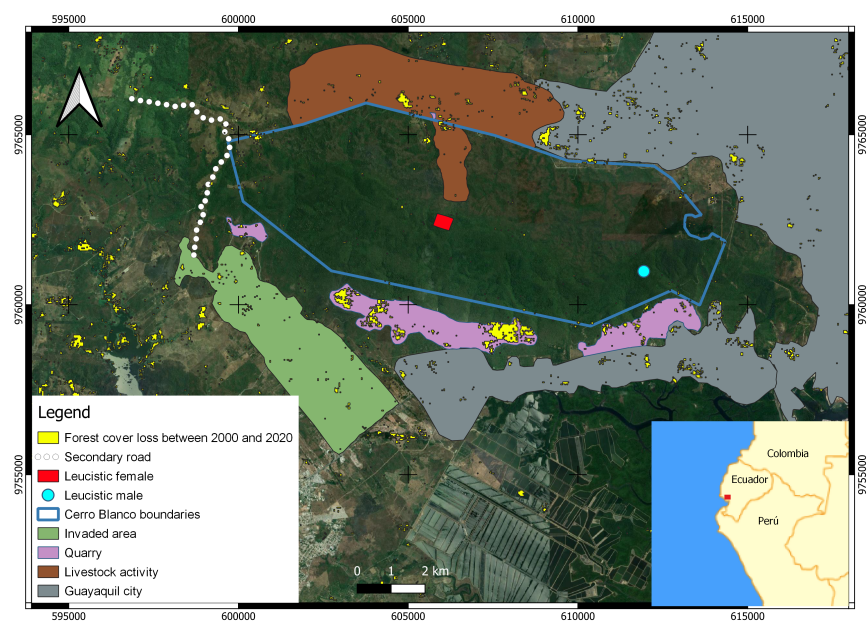 595000 600000 605000 610000 615000
9765000 9765000
9760000 9760000
9755000 9755000
Legend
Forest cover loss between 2000 and 2020
Secondary road
Leucistic female
Leucistic male
Cerro Blanco boundaries
Invaded area
Quarry
Livestock activity
Guayaquil city
0 1 2 km
Colombia
Ecuador
Perú
595000 600000 605000 610000 615000